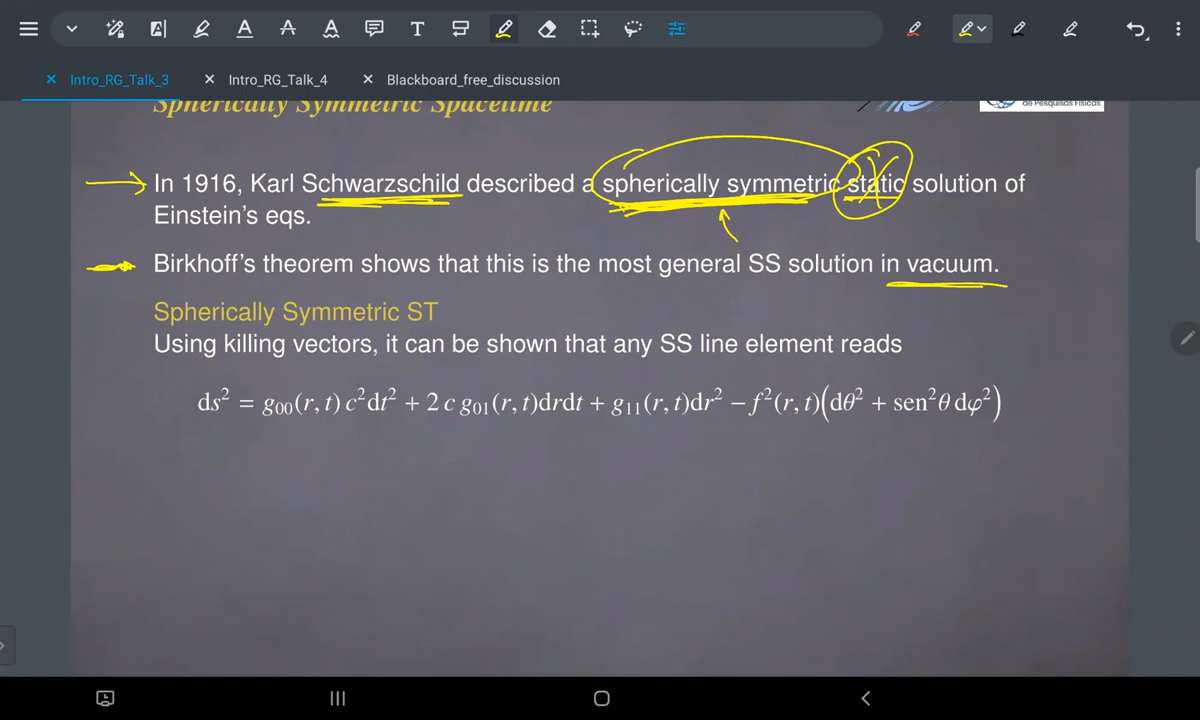 Intro_RG_Talk_3
Intro_RG_Talk_4
Blackboard_free_discussion
Spherically Symmetric Spacetime
de Pesquisas Físicas
In 1916, Karl Schwarzschild described a spherically symmetric static solution of
Einstein's eqs.
Birkhoff's theorem shows that this is the most general SS solution in vacuum.
Spherically Symmetric ST
Using killing vectors, it can be shown that any SS line element reads
ds² = g₀₀(r, t) c²dt² + 2 c g₀₁(r, t)drdt + g₁₁(r, t)dr² − f²(r, t)(dθ² + sen²θ dφ²)